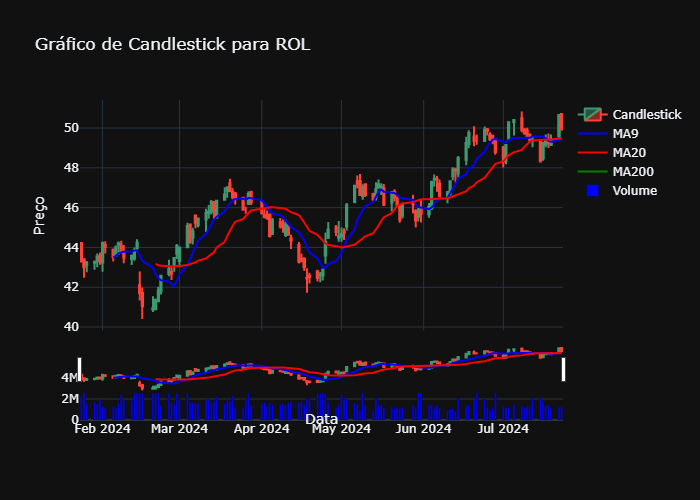 Gráfico de Candlestick para ROL
Candlestick
MA9
MA20
MA200
Volume
Preço
50
48
46
44
42
40
4M
2M
0
Data
Feb 2024
Mar 2024
Apr 2024
May 2024
Jun 2024
Jul 2024